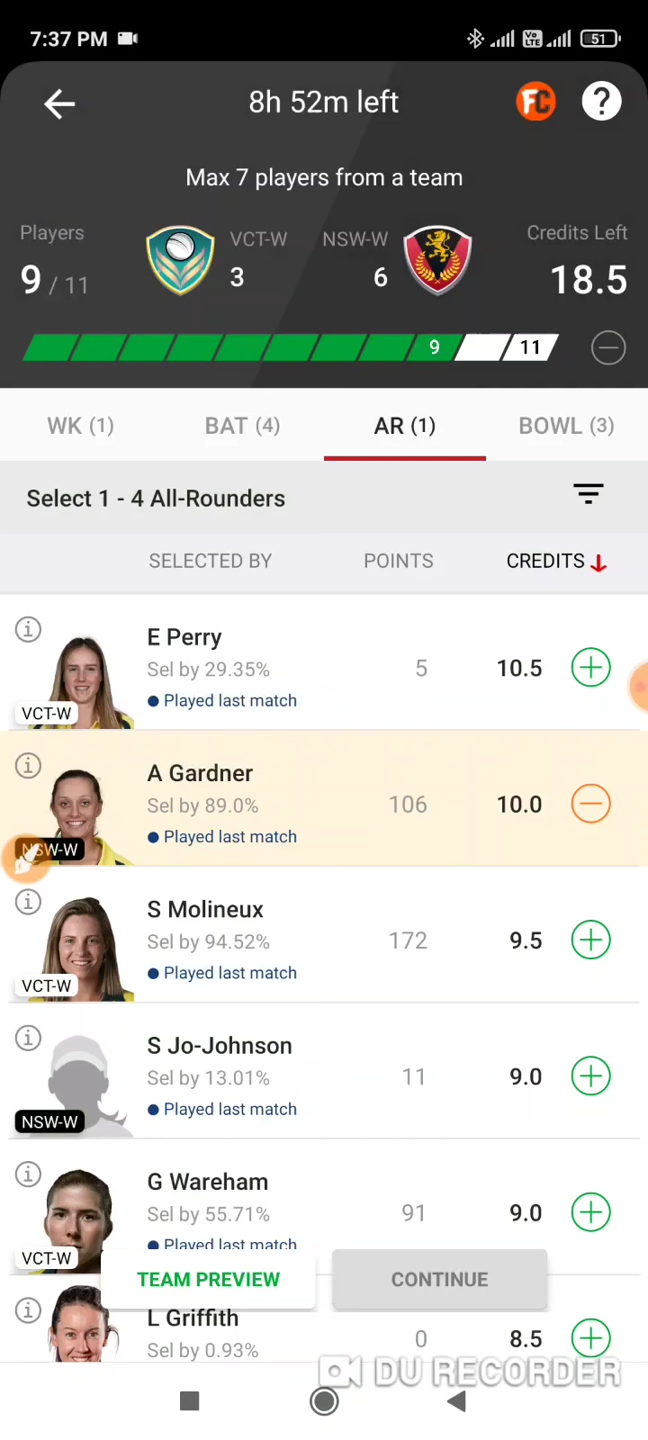 7:37 PM
Vo LTE
51
8h 52m left
FC
?
Max 7 players from a team
Players
VCT-W
NSW-W
Credits Left
9 / 11
3
6
18.5
9
11
WK (1)
BAT (4)
AR (1)
BOWL (3)
Select 1 - 4 All-Rounders
SELECTED BY
POINTS
CREDITS
E Perry
Sel by 29.35%
5
10.5
Played last match
VCT-W
A Gardner
Sel by 89.0%
106
10.0
Played last match
NSW-W
S Molineux
Sel by 94.52%
172
9.5
Played last match
VCT-W
S Jo-Johnson
Sel by 13.01%
11
9.0
Played last match
NSW-W
G Wareham
Sel by 55.71%
91
9.0
Played last match
VCT-W
TEAM PREVIEW
CONTINUE
L Griffith
Sel by 0.93%
0
8.5
DU RECORDER